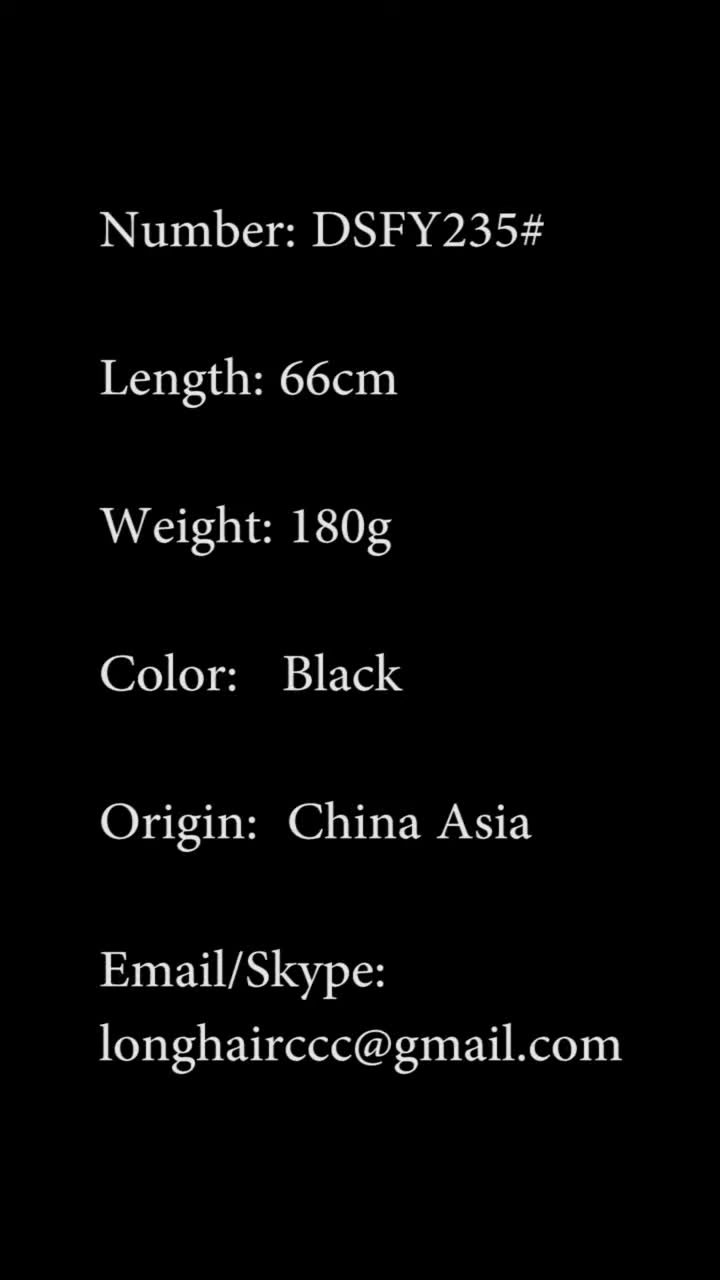 Number: DSFY235#
Length: 66cm
Weight: 180g
Color: Black
Origin: China Asia
Email/Skype:
longhairccc@gmail.com